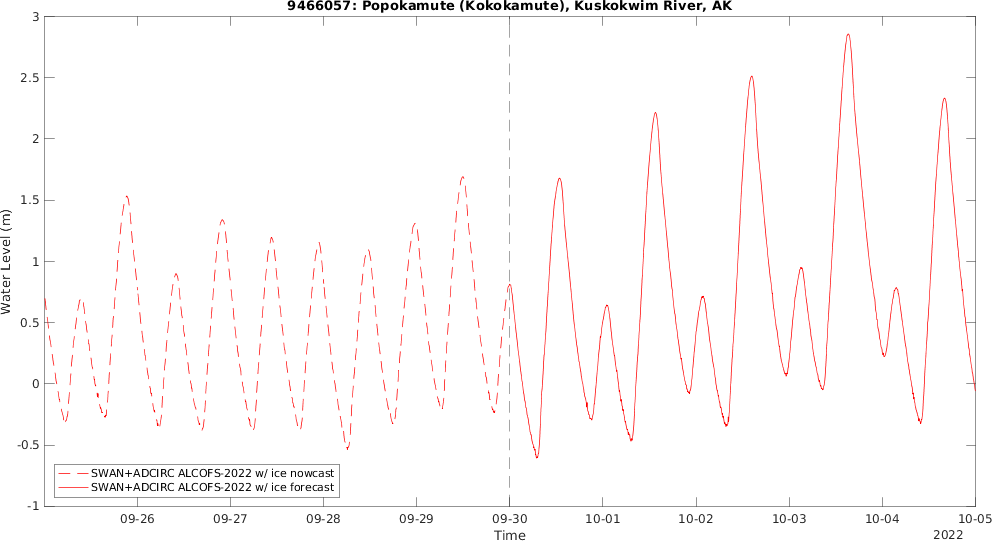 9466057: Popokamute (Kokokamute), Kuskokwim River, AK
3
2.5
2
1.5
1
0.5
0
-0.5
-1
Water Level (m)
SWAN+ADCIRC ALCOFS-2022 w/ ice nowcast
SWAN+ADCIRC ALCOFS-2022 w/ ice forecast
09-26 09-27 09-28 09-29 09-30 10-01 10-02 10-03 10-04 10-05
Time
2022